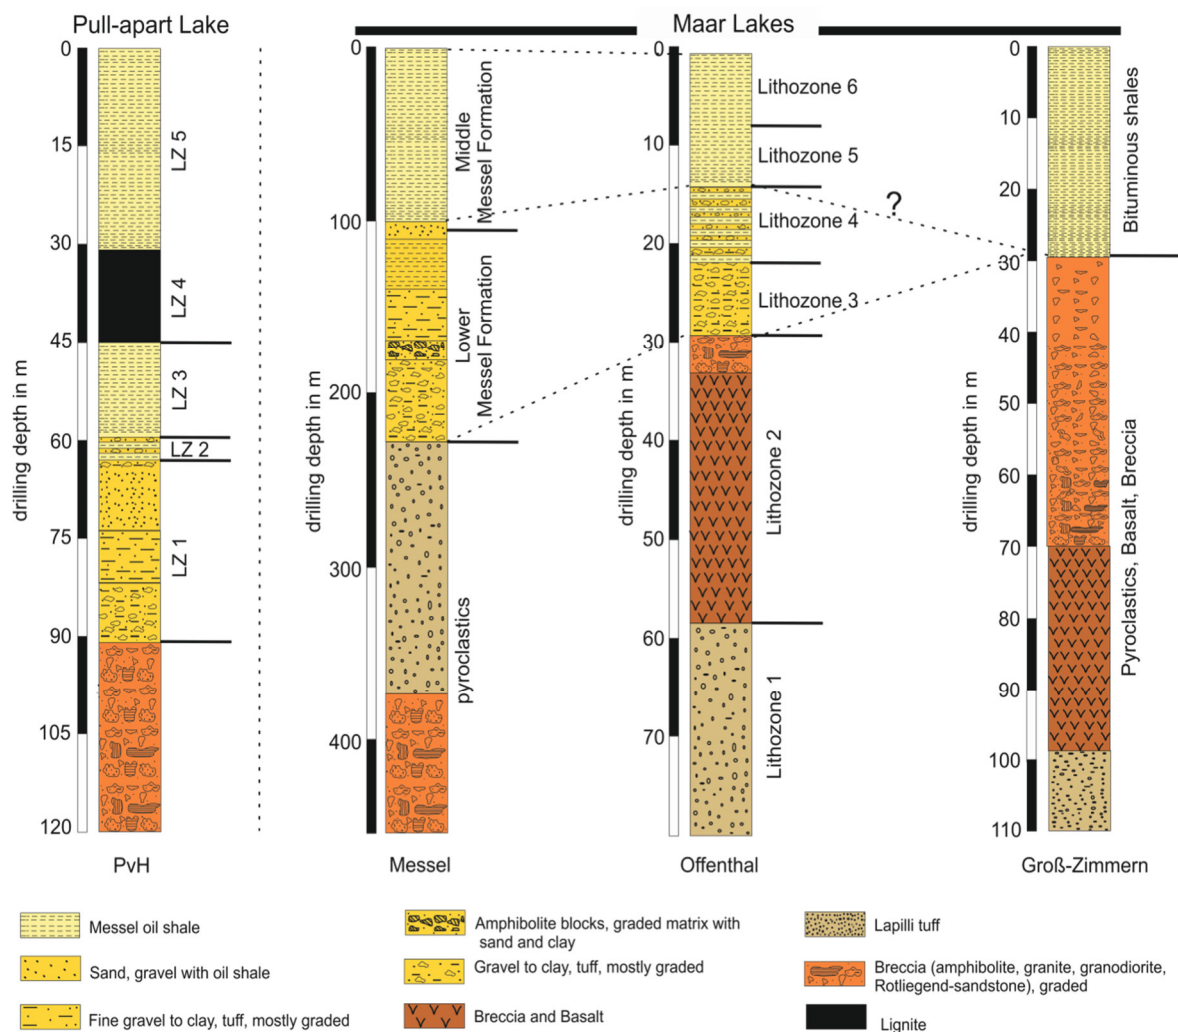 Pull-apart Lake
Maar Lakes
drilling depth in m
0
15
30
45
60
75
90
105
120
LZ 5
LZ 4
LZ 3
LZ 2
LZ 1
PvH
drilling depth in m
0
100
200
300
400
Middle
Messel Formation
Lower
Messel Formation
pyroclastics
Messel
drilling depth in m
0
10
20
30
40
50
60
70
Lithozone 6
Lithozone 5
Lithozone 4
Lithozone 3
Lithozone 2
Lithozone 1
Offenthal
?
drilling depth in m
0
10
20
30
40
50
60
70
80
90
100
110
Bituminous shales
Pyroclastics, Basalt, Breccia
Groß-Zimmern
Messel oil shale
Sand, gravel with oil shale
Fine gravel to clay, tuff, mostly graded
Amphibolite blocks, graded matrix with
sand and clay
Gravel to clay, tuff, mostly graded
Breccia and Basalt
Lapilli tuff
Breccia (amphibolite, granite, granodiorite,
Rotliegend-sandstone), graded
Lignite